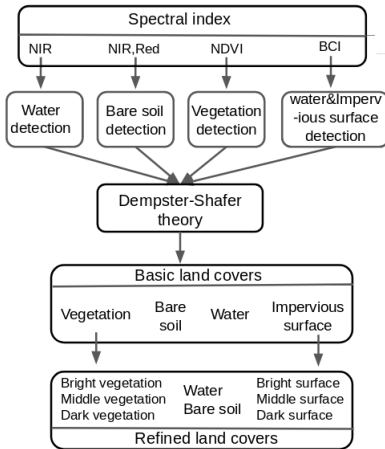 Spectral index
NIR NIR,Red NDVI BCI
Water
detection
Bare soil
detection
Vegetation
detection
water&Imperv
-ious surface
detection
Dempster-Shafer
theory
Basic land covers
Vegetation
Bare
soil
Water
Impervious
surface
Bright vegetation
Middle vegetation
Dark vegetation
Water
Bare soil
Bright surface
Middle surface
Dark surface
Refined land covers